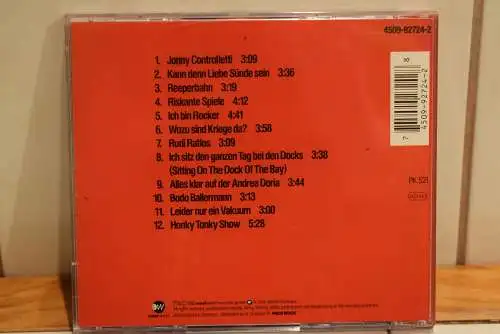 4509-92724-2
1. Jonny Controlletti 3:09
2. Kann denn Liebe Sünde sein 3:36
3. Reeperbahn 3:19
4. Riskante Spiele 4:12
5. Ich bin Rocker 4:41
6. Wozu sind Kriege da? 3:58
7. Rudi Ratlos 3:09
8. Ich sitz den ganzen Tag bei den Docks 3:38
(Sitting On The Dock Of The Bay)
9. Alles klar auf der Andrea Doria 3:44
10. Bodo Ballermann 3:13
11. Leider nur ein Vakuum 3:00
12. Honky Tonky Show 5:28
7 4509-92724-2 8